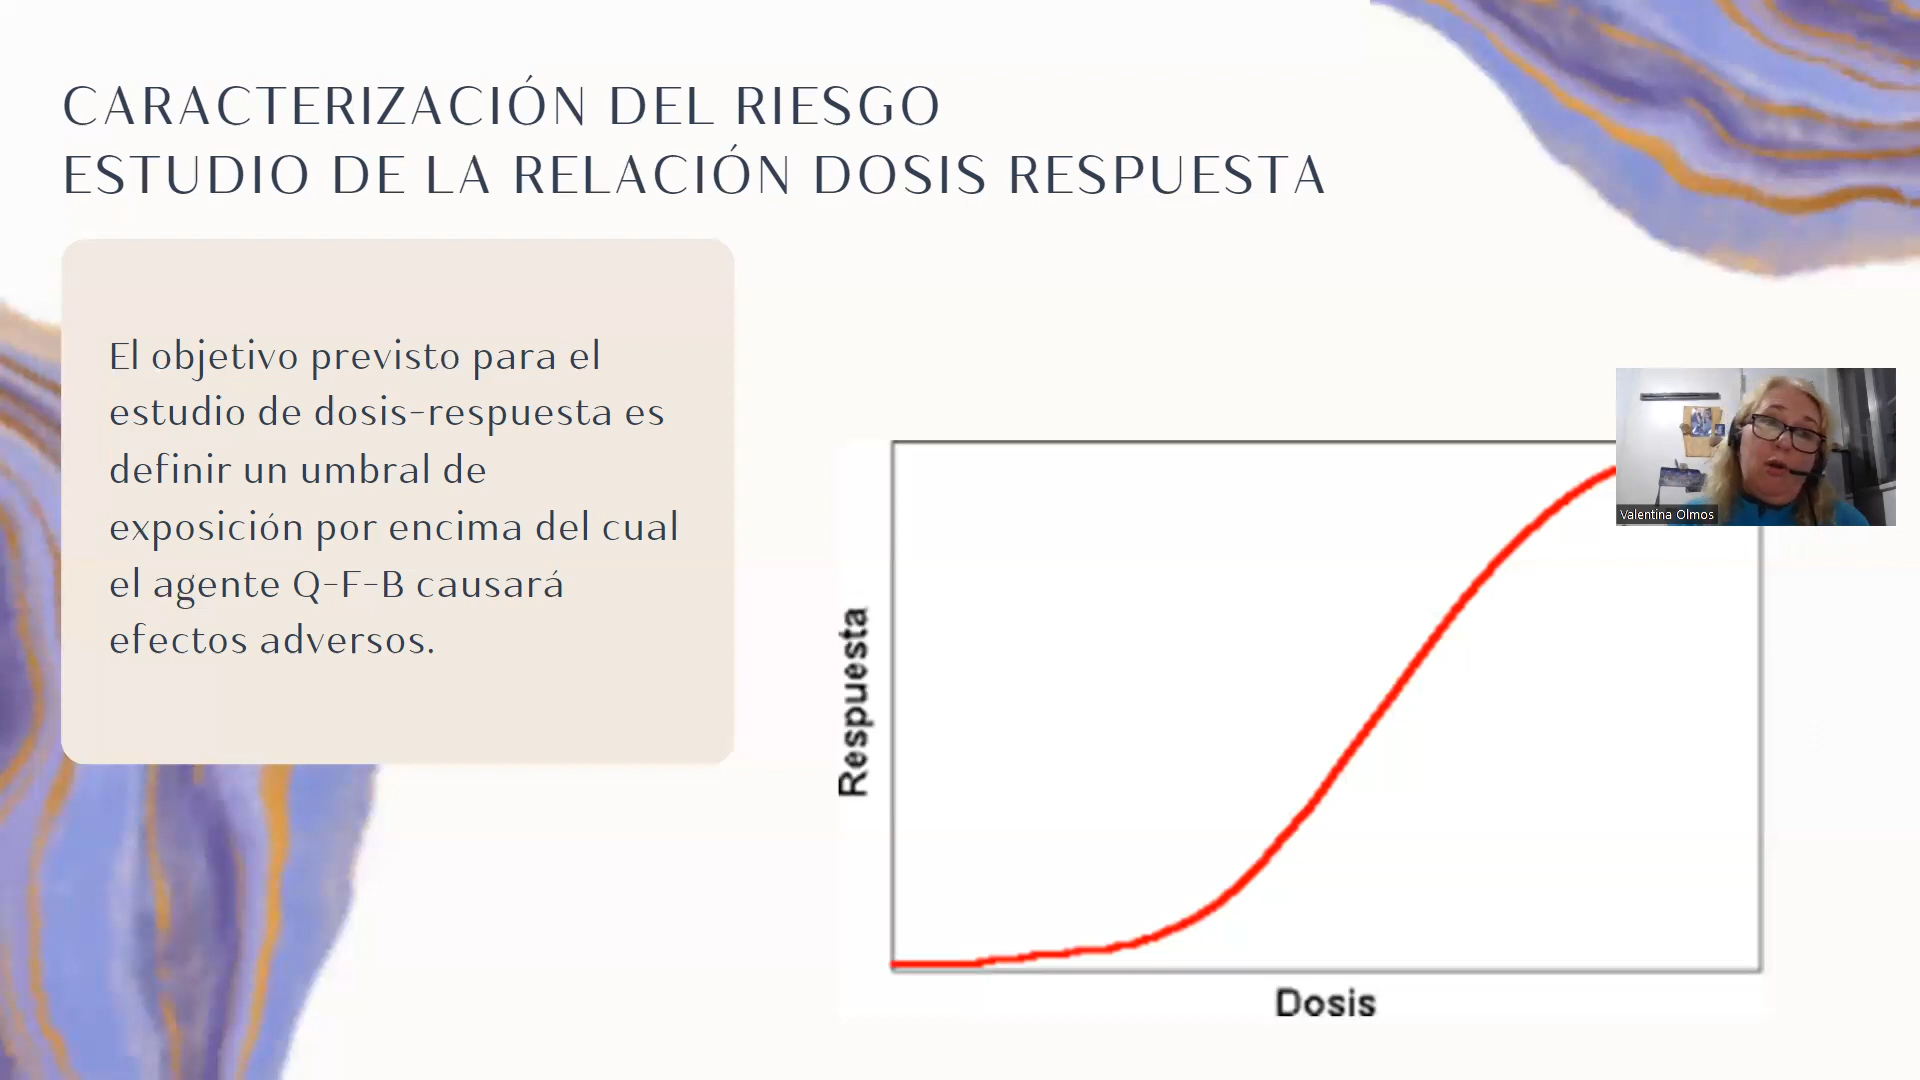 CARACTERIZACIÓN DEL RIESGO
ESTUDIO DE LA RELACIÓN DOSIS RESPUESTA
El objetivo previsto para el
estudio de dosis-respuesta es
definir un umbral de
exposición por encima del cual
el agente Q-F-B causará
efectos adversos.
Respuesta
Dosis
Valentina Olmos